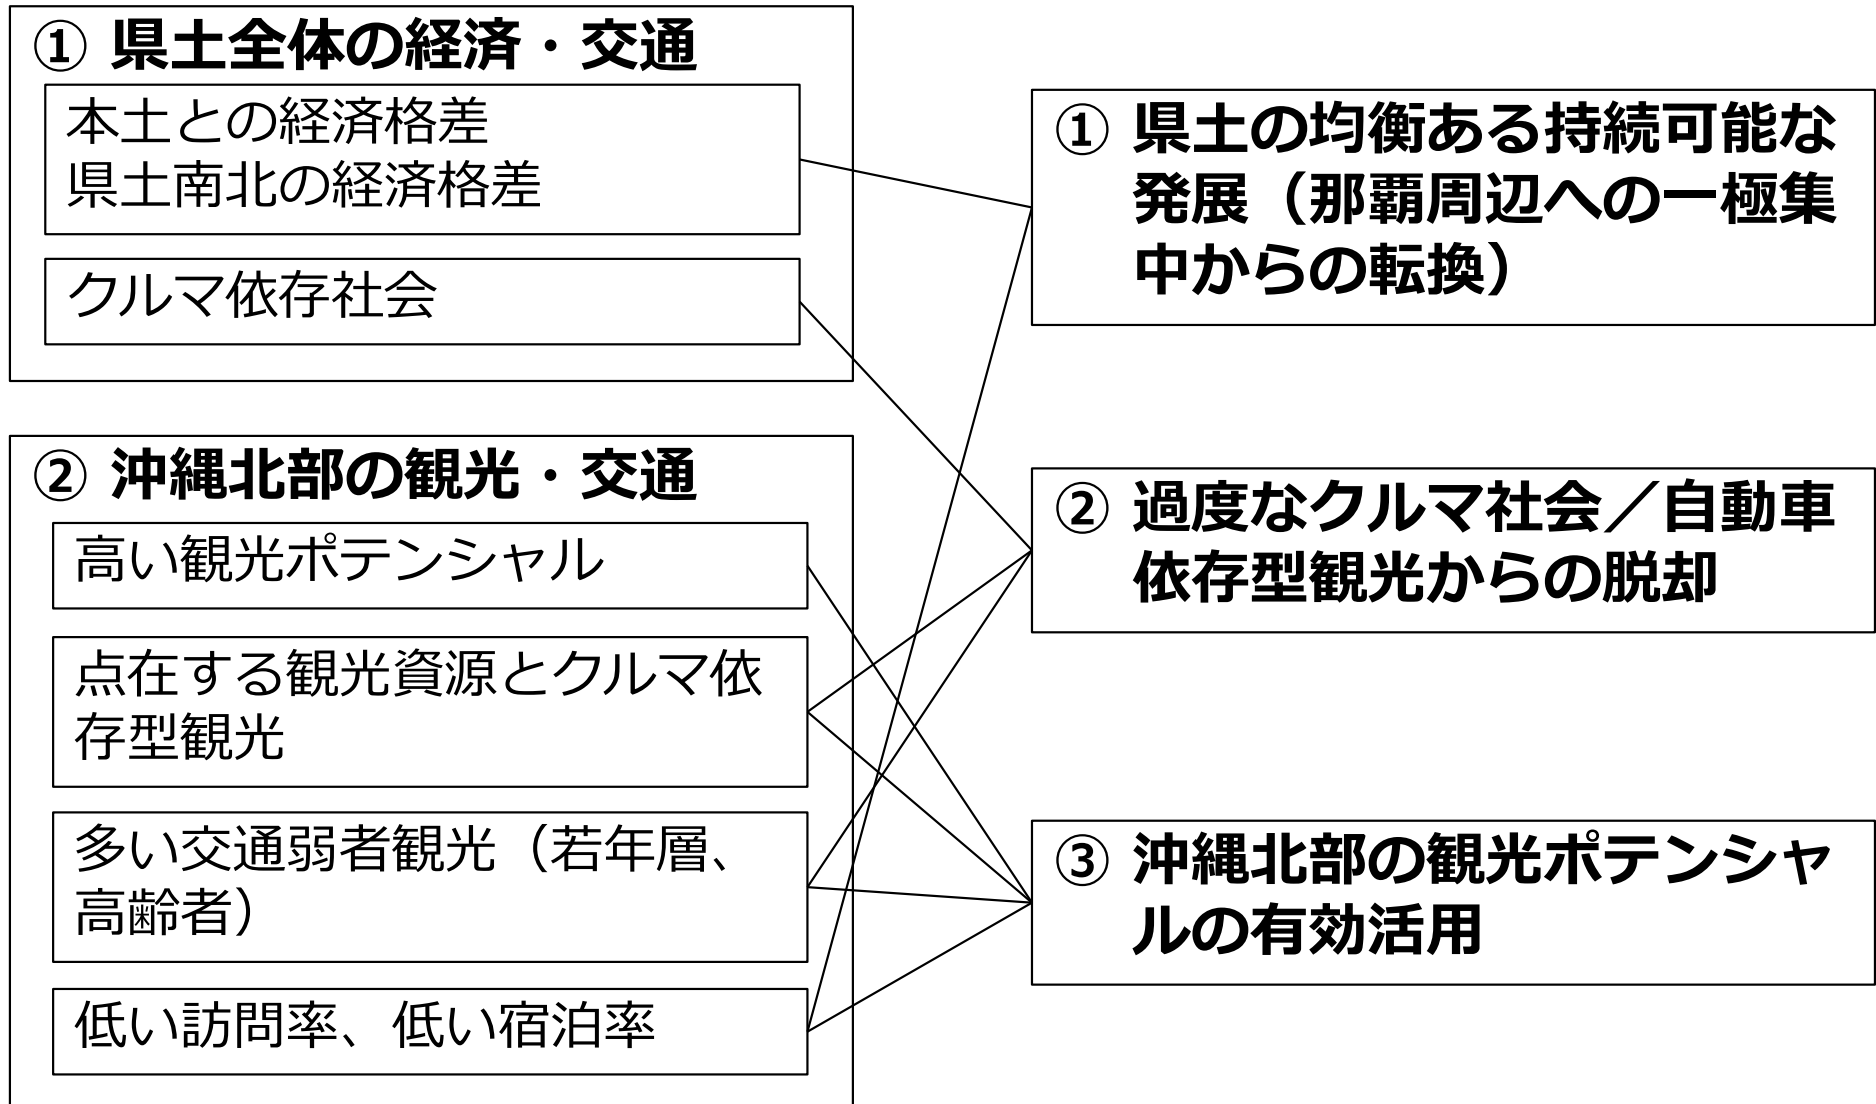 ① 県土全体の経済・交通
本土との経済格差
県土南北の経済格差
クルマ依存社会
② 沖縄北部の観光・交通
高い観光ポテンシャル
点在する観光資源とクルマ依
存型観光
多い交通弱者観光（若年層、
高齢者）
低い訪問率、低い宿泊率
① 県土の均衡ある持続可能な
発展（那覇周辺への一極集
中からの転換）
② 過度なクルマ社会／自動車
依存型観光からの脱却
③ 沖縄北部の観光ポテンシャ
ルの有効活用